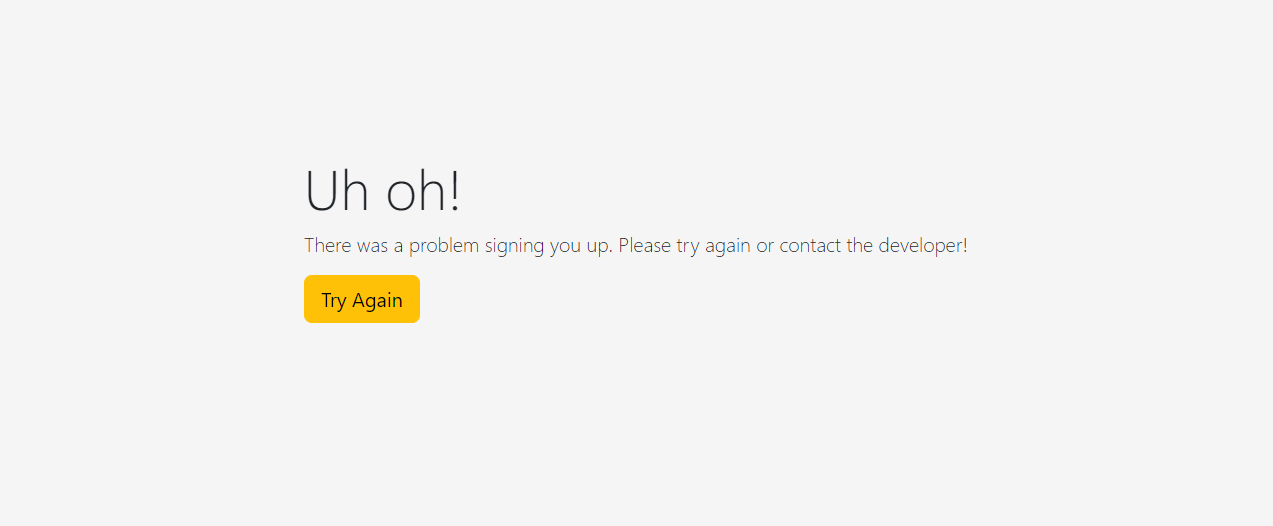 Uh oh!
There was a problem signing you up. Please try again or contact the developer!
Try Again